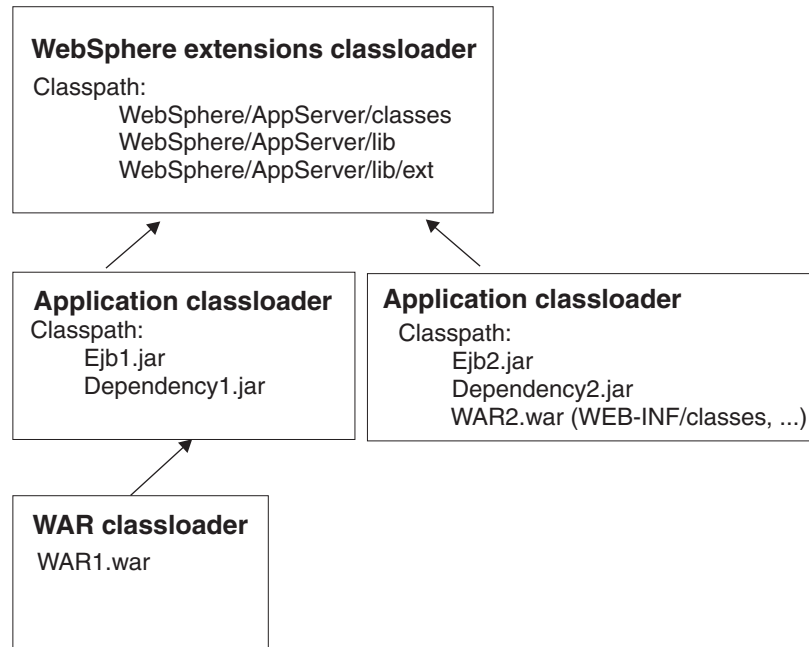 WebSphere extensions classloader
Classpath:
WebSphere/AppServer/classes
WebSphere/AppServer/lib
WebSphere/AppServer/lib/ext
Application classloader
Classpath:
Ejb1.jar
Dependency1.jar
Application classloader
Classpath:
Ejb2.jar
Dependency2.jar
WAR2.war (WEB-INF/classes, ...)
WAR classloader
WAR1.war